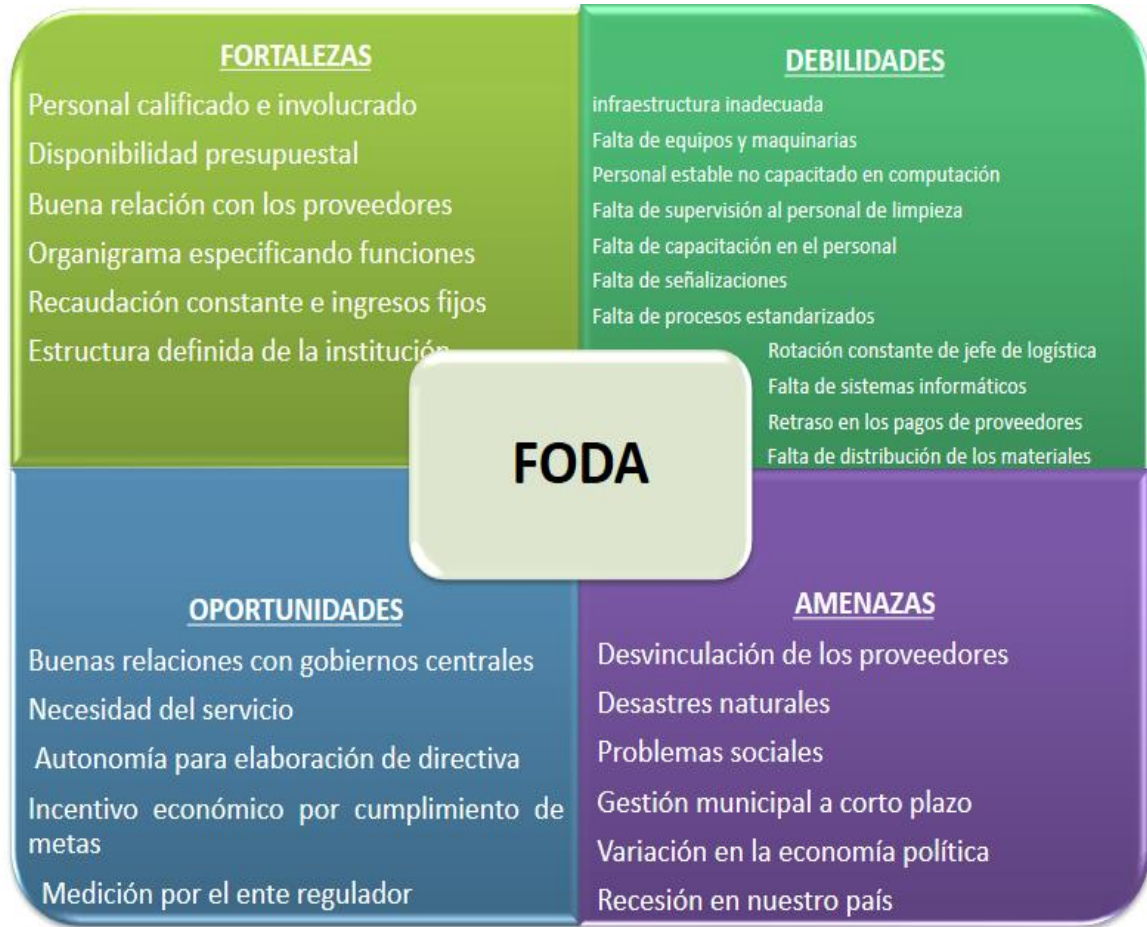 FORTALEZAS
Personal calificado e involucrado
Disponibilidad presupuestal
Buena relación con los proveedores
Organigrama especificando funciones
Recaudación constante e ingresos fijos
Estructura definida de la institución
DEBILIDADES
infraestructura inadecuada
Falta de equipos y maquinarias
Personal estable no capacitado en computación
Falta de supervisión al personal de limpieza
Falta de capacitación en el personal
Falta de señalizaciones
Falta de procesos estandarizados
Rotación constante de jefe de logística
Falta de sistemas informáticos
Retraso en los pagos de proveedores
Falta de distribución de los materiales
FODA
OPORTUNIDADES
Buenas relaciones con gobiernos centrales
Necesidad del servicio
Autonomía para elaboración de directiva
Incentivo económico por cumplimiento de
metas
Medición por el ente regulador
AMENAZAS
Desvinculación de los proveedores
Desastres naturales
Problemas sociales
Gestión municipal a corto plazo
Variación en la economía política
Recesión en nuestro país